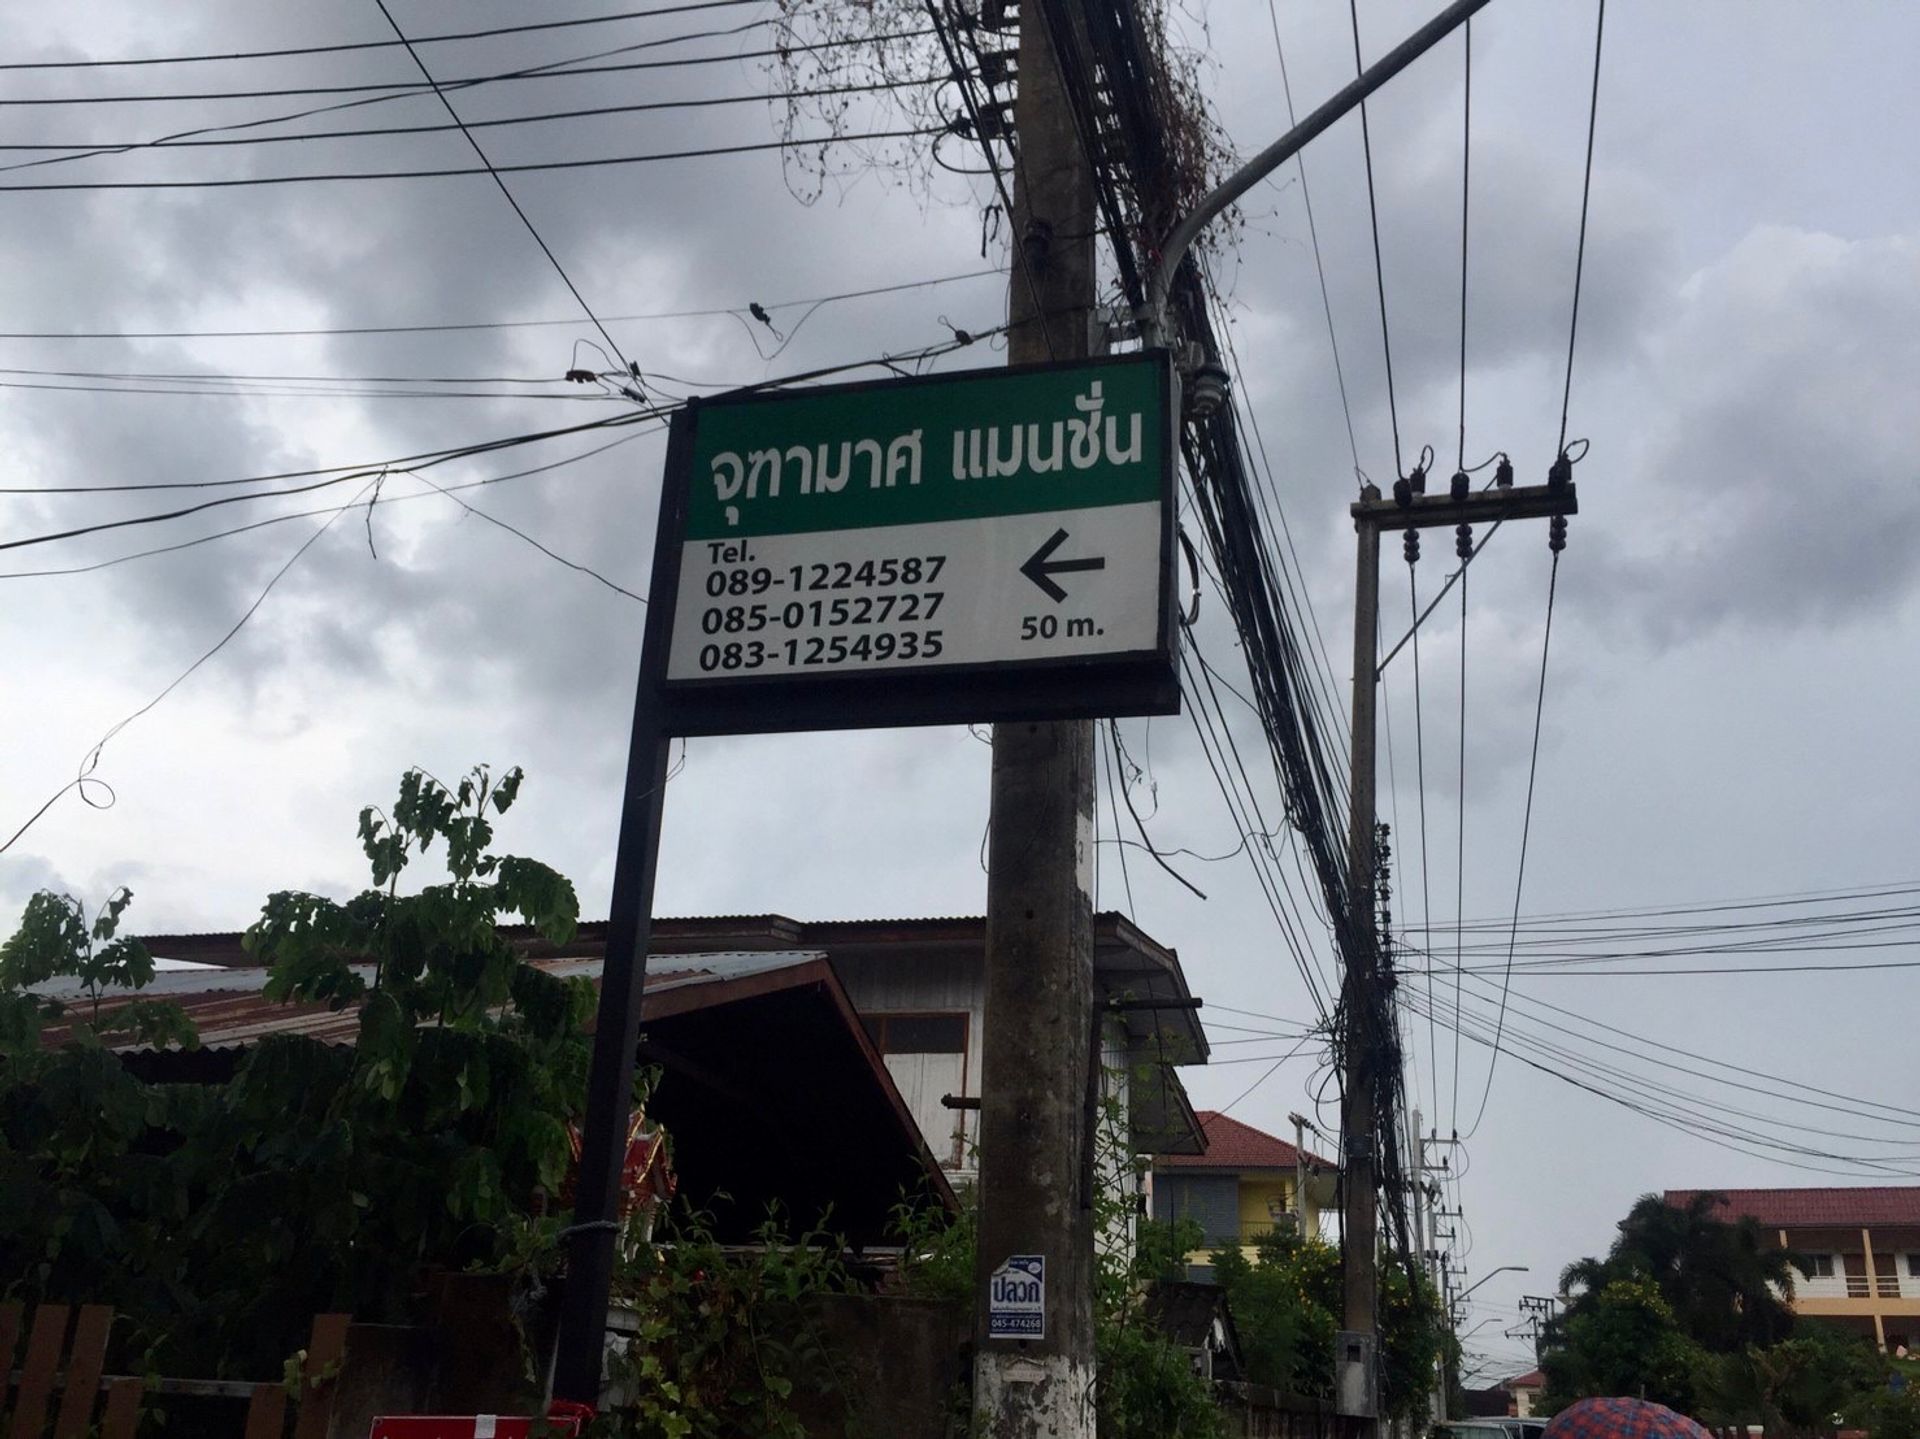 จุฑามาศ แมนชั่น
Tel.
089-1224587
085-0152727
083-1254935
50 m.
ปลวก
045-474268